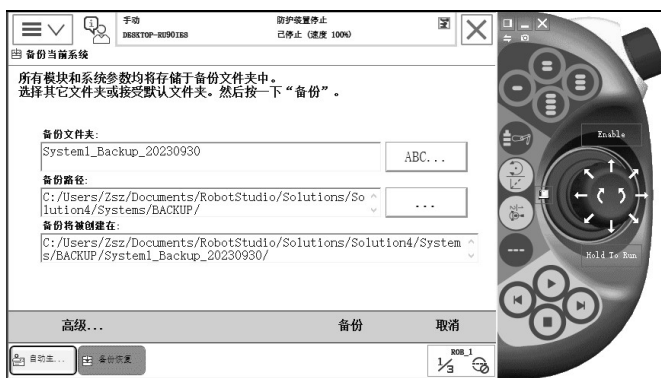 手动
DESKTOP-RU9OIE8
防护装置停止
已停止 (速度 100%)
备份当前系统
所有模块和系统参数均将存储于备份文件夹中。
选择其它文件夹或接受默认文件夹。然后按一下“备份”。
备份文件夹:
System1_Backup_20230930
ABC...
备份路径:
C:/Users/Zsz/Documents/RobotStudio/Solutions/So
lution4/Systems/BACKUP/
...
备份将被创建在:
C:/Users/Zsz/Documents/RobotStudio/Solutions/Solution4/System
s/BACKUP/System1_Backup_20230930/
高级...
备份
取消
自动生...
备份恢复
ROB_1
1/3
Enable
Hold To Run